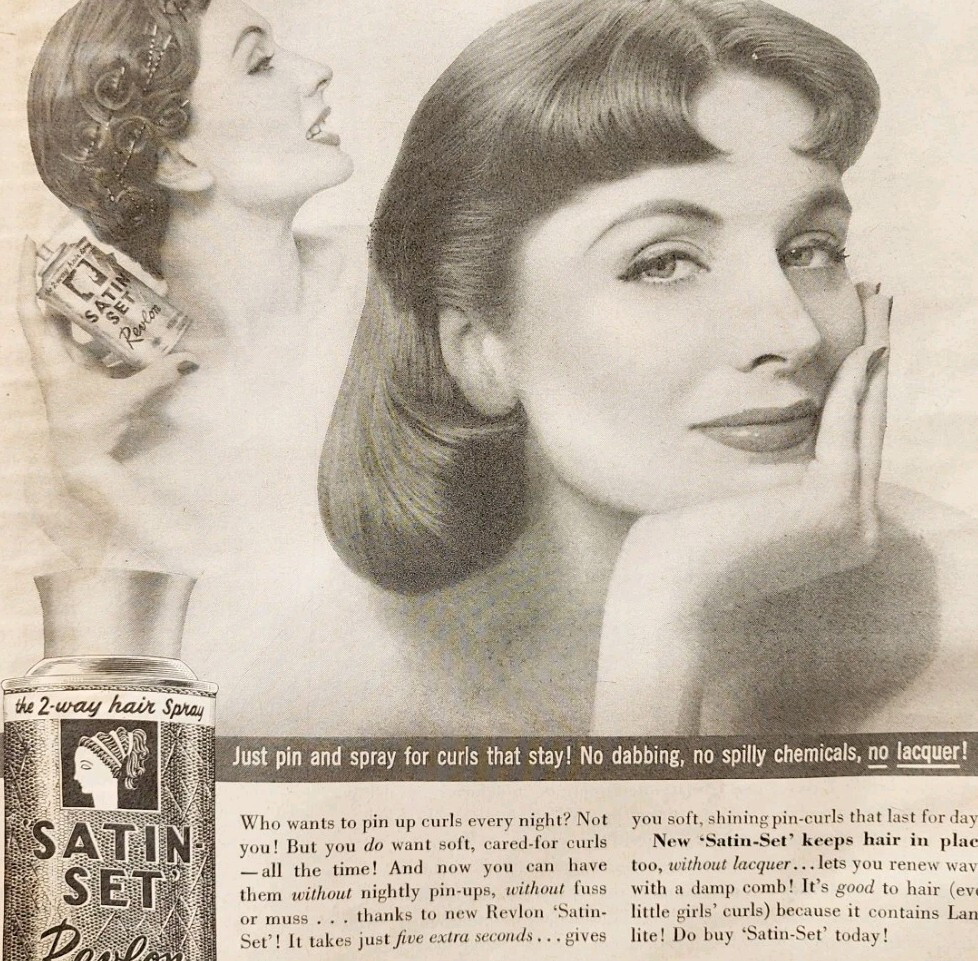 2-way hair
SATIN
SET
Revlon
the 2-way hair Spray
'SATIN-
SET'
Revlon
Just pin and spray for curls that stay! No dabbing, no spilly chemicals, no lacquer!
Who wants to pin up curls every night? Not
you! But you do want soft, cared-for curls
—all the time! And now you can have
them without nightly pin-ups, without fuss
or muss . . . thanks to new Revlon 'Satin-
Set'! It takes just five extra seconds . . . gives
you soft, shining pin-curls that last for day
New 'Satin-Set' keeps hair in plac
too, without lacquer . . . lets you renew wav
with a damp comb! It's good to hair (eve
little girls' curls) because it contains Lan
lite! Do buy 'Satin-Set' today!